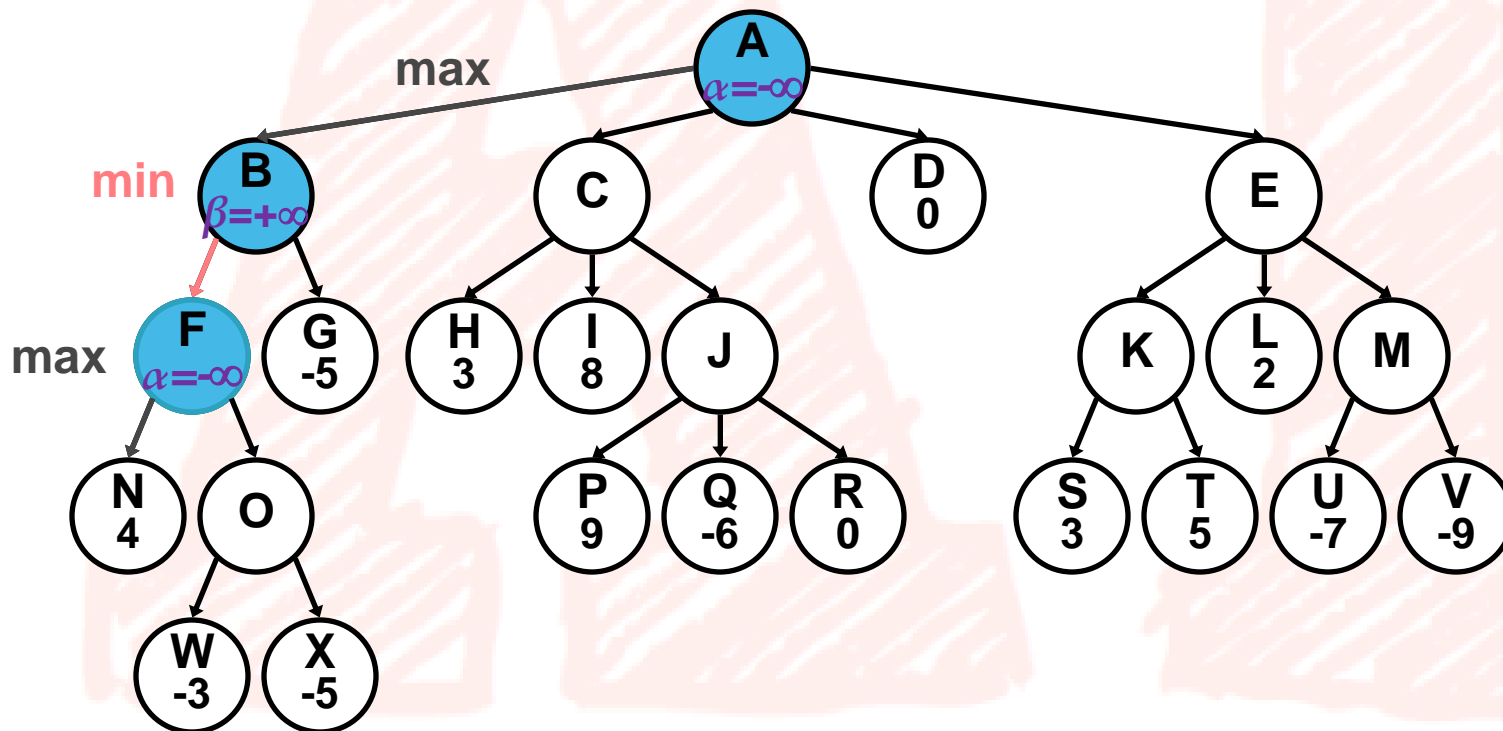 A
α=-∞
max
min
B
β=+∞
C
D
0
E
max
F
α=-∞
G
-5
H
3
I
8
J
K
L
2
M
N
4
O
P
9
Q
-6
R
0
S
3
T
5
U
-7
V
-9
W
-3
X
-5